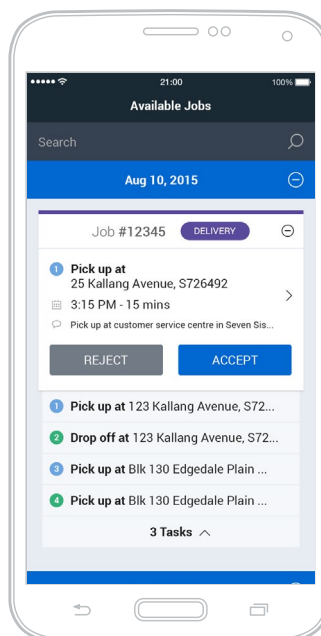 21:00
100%
Available Jobs
Search
Aug 10, 2015
Job #12345 DELIVERY
1 Pick up at
25 Kallang Avenue, S726492
3:15 PM - 15 mins
Pick up at customer service centre in Seven Sis...
REJECT ACCEPT
1 Pick up at 123 Kallang Avenue, S72...
2 Drop off at 123 Kallang Avenue, S72...
3 Pick up at Blk 130 Edgedale Plain ...
4 Pick up at Blk 130 Edgedale Plain ...
3 Tasks